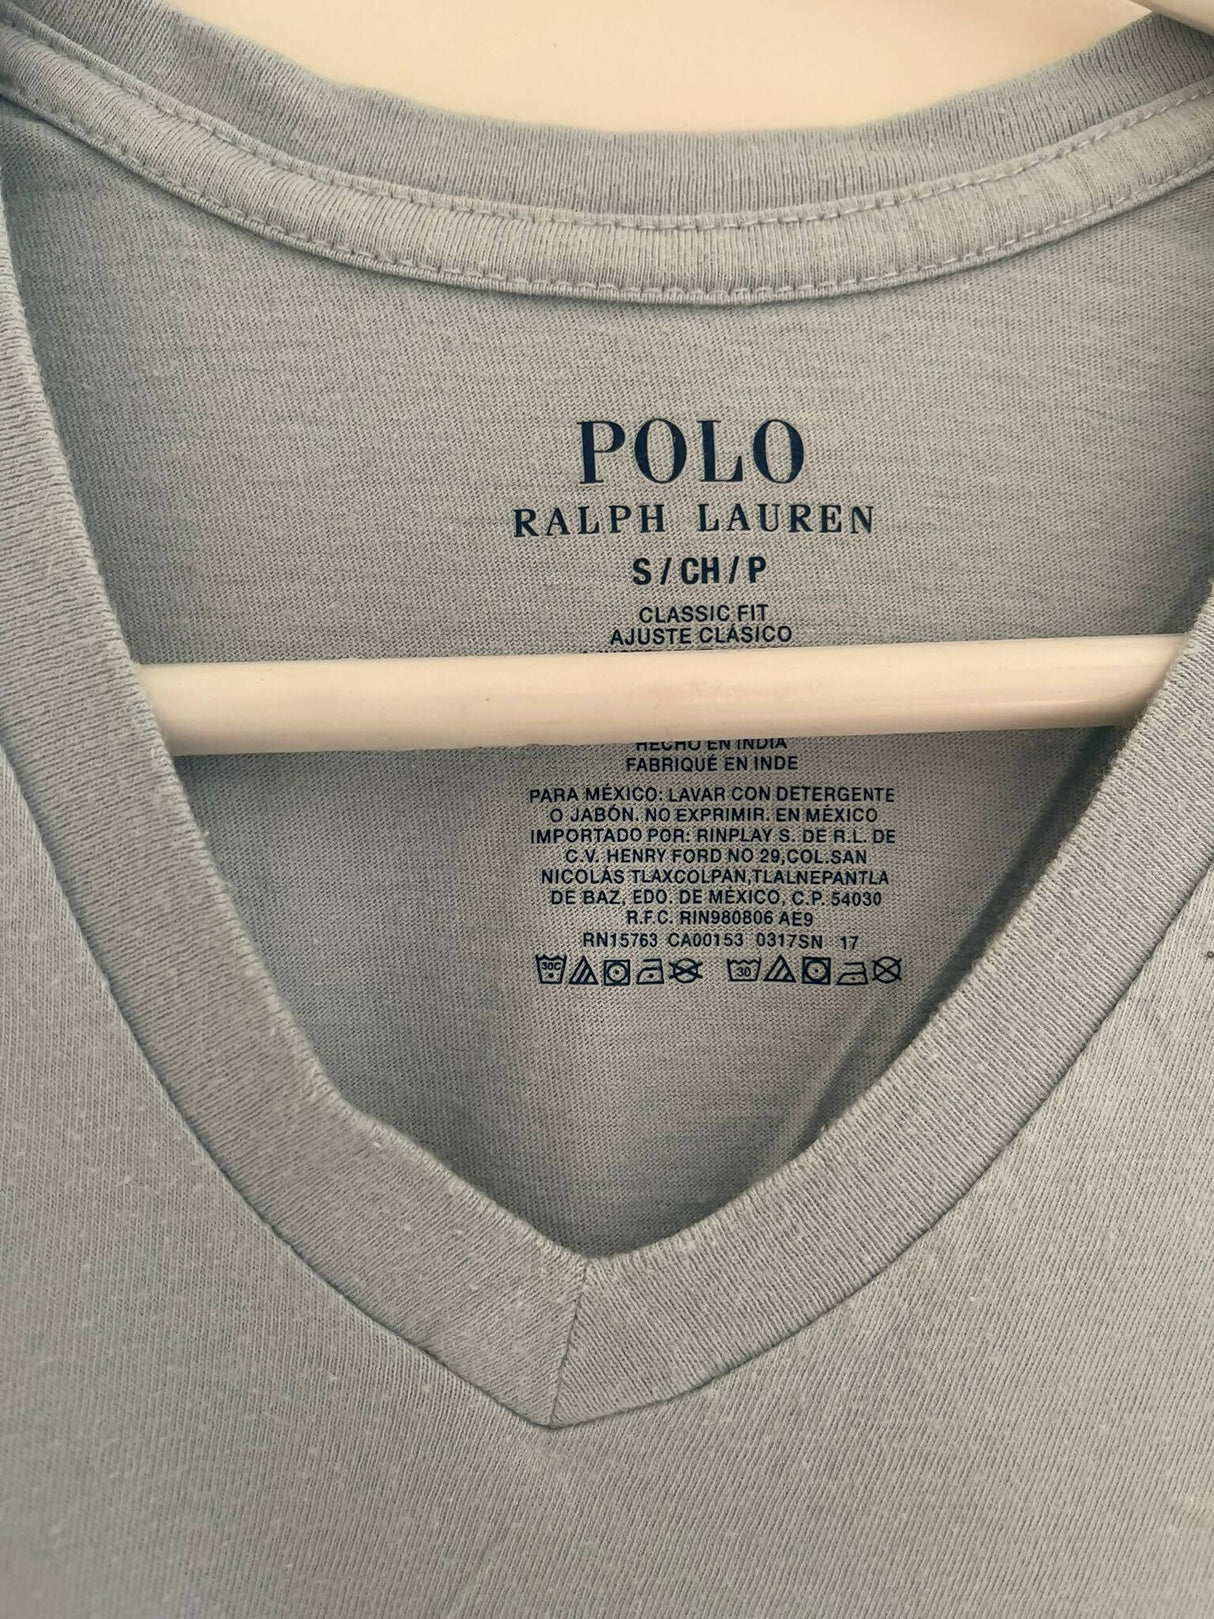 POLO
RALPH LAUREN
S / CH / P
CLASSIC FIT
AJUSTE CLÁSICO
HECHO EN INDIA
FABRIQUÉ EN INDE
PARA MÉXICO: LAVAR CON DETERGENTE
O JABÓN. NO EXPRIMIR. EN MÉXICO
IMPORTADO POR: RINPLAY S. DE R.L. DE
C.V. HENRY FORD NO 29,COL.SAN
NICOLÁS TLAXCOLPAN,TLALNEPANTLA
DE BAZ, EDO. DE MÉXICO, C.P. 54030
R.F.C. RIN980806 AE9
RN15763 CA00153 0317SN 17
30C 30